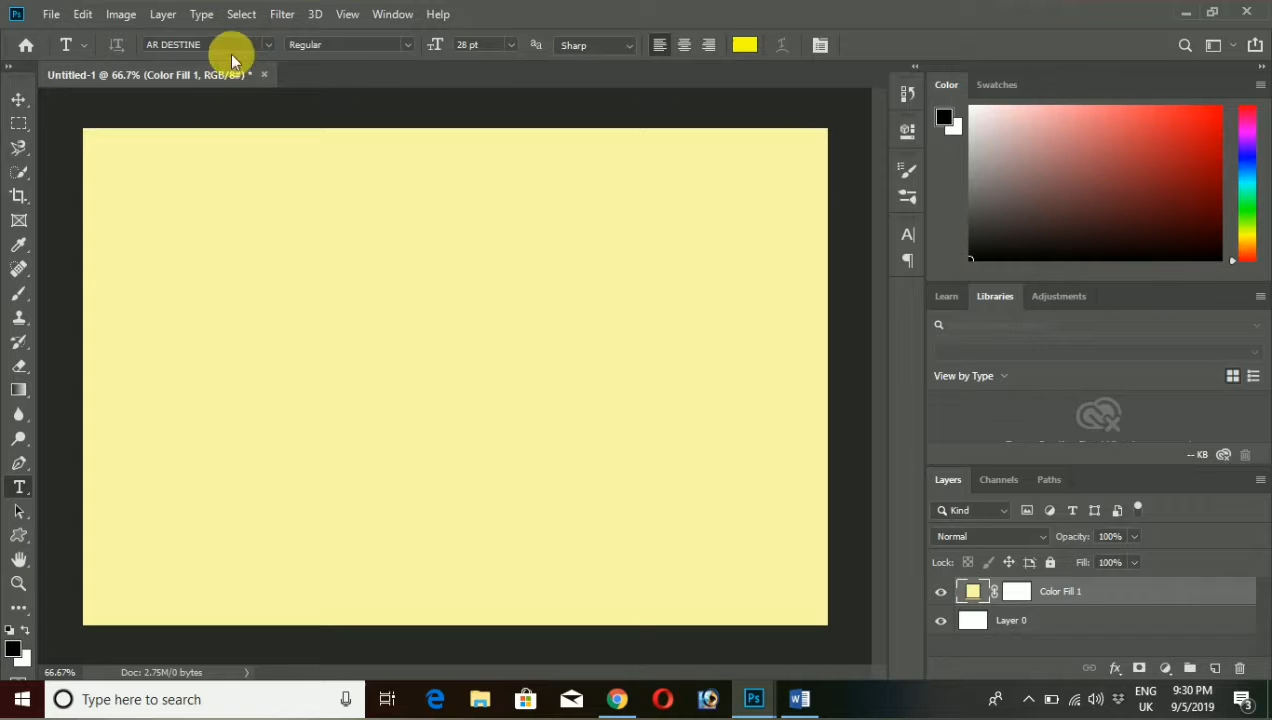 Ps File Edit Image Layer Type Select Filter 3D View Window Help
T AR DESTINE Regular 28 pt Sharp
Untitled-1 @ 66.7% (Color Fill 1, RGB/8#) *
Color Swatches
Learn Libraries Adjustments
View by Type
-- KB
Layers Channels Paths
Kind
Normal Opacity: 100%
Lock: Fill: 100%
Color Fill 1
Layer 0
66.67% Doc: 2.75M/0 bytes
Type here to search
ENG
UK
9:30 PM
9/5/2019
3